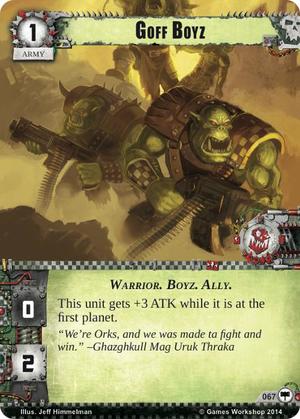 1
Goff Boyz
ARMY
Warrior. Boyz. Ally.
0
This unit gets +3 ATK while it is at the
first planet.
2
“We’re Orks, and we was made ta fight and
win.” –Ghazghkull Mag Uruk Thraka
067
Illus. Jeff Himmelman
© Games Workshop 2014